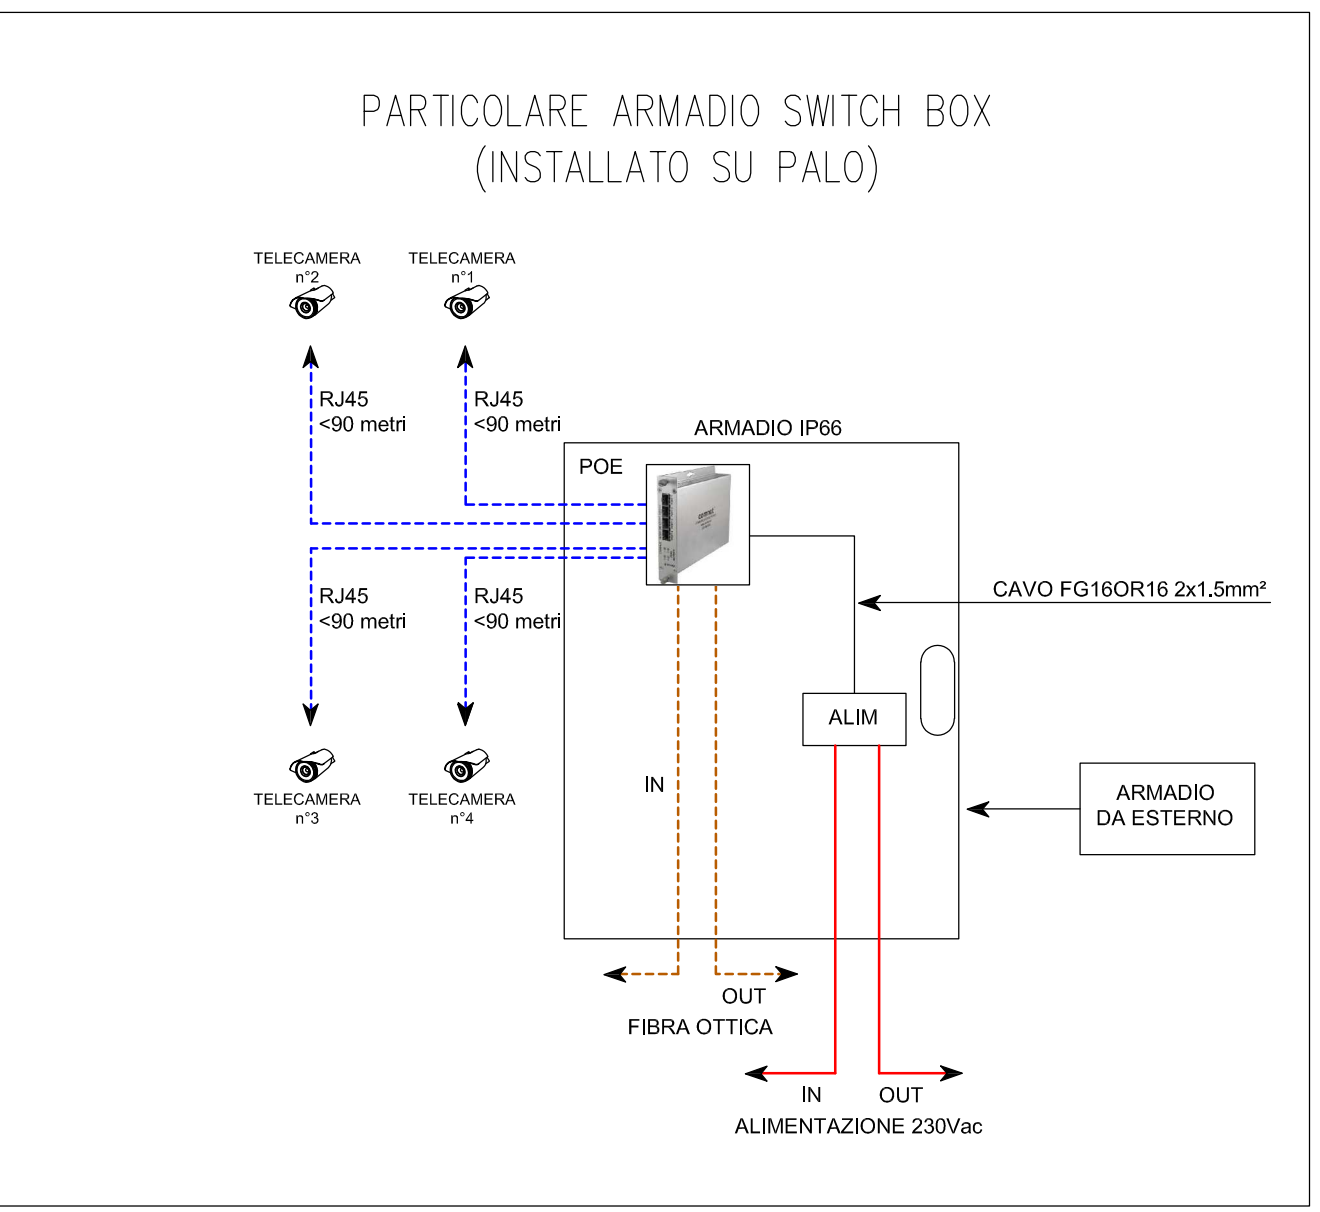 PARTICOLARE ARMADIO SWITCH BOX
(INSTALLATO SU PALO)
TELECAMERA
n°2
TELECAMERA
n°1
RJ45
<90 metri
RJ45
<90 metri
ARMADIO IP66
POE
RJ45
<90 metri
RJ45
<90 metri
CAVO FG16OR16 2x1.5mm²
ALIM
TELECAMERA
n°3
TELECAMERA
n°4
IN
ARMADIO
DA ESTERNO
OUT
FIBRA OTTICA
IN
OUT
ALIMENTAZIONE 230Vac